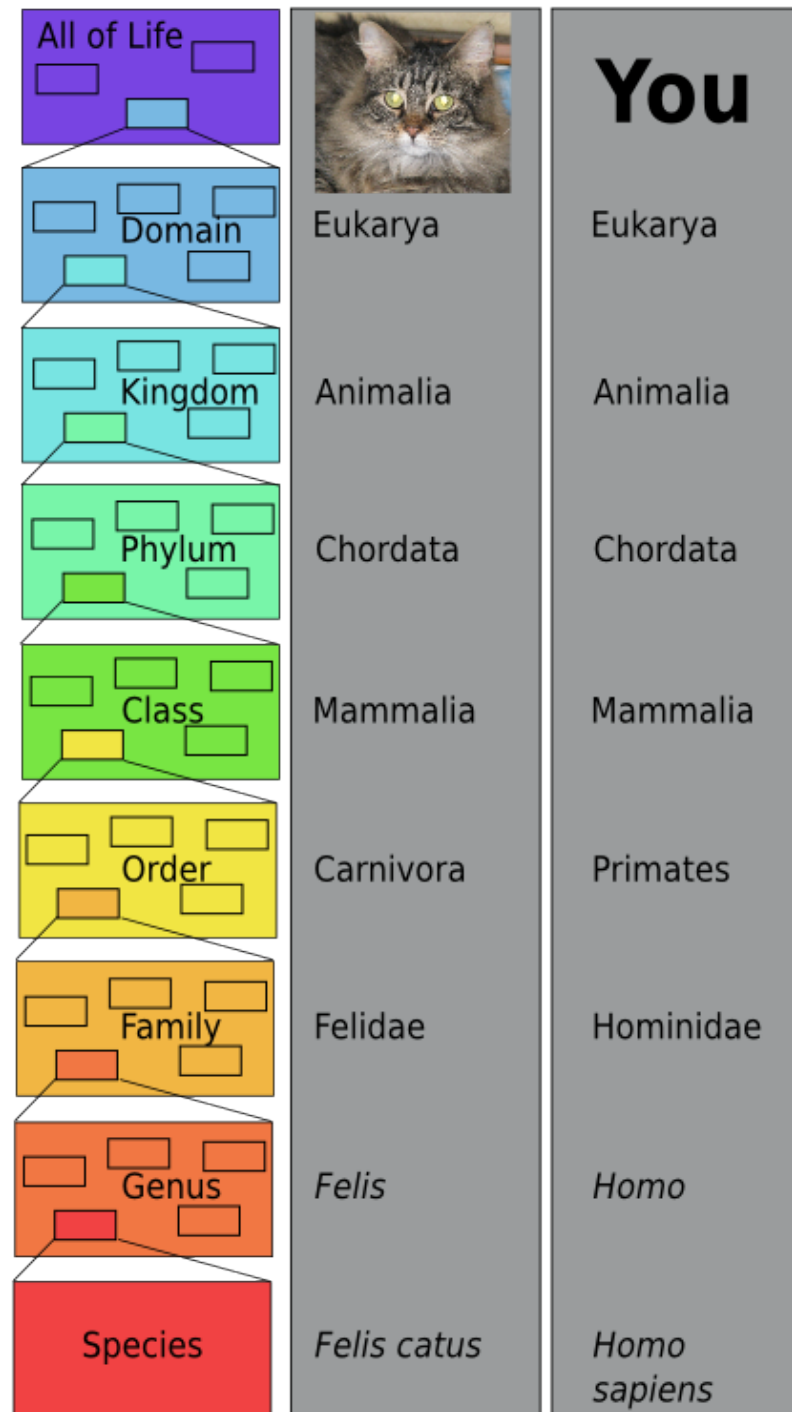 All of Life
You
Domain
Eukarya
Eukarya
Kingdom
Animalia
Animalia
Phylum
Chordata
Chordata
Class
Mammalia
Mammalia
Order
Carnivora
Primates
Family
Felidae
Hominidae
Genus
Felis
Homo
Species
Felis catus
Homo
sapiens